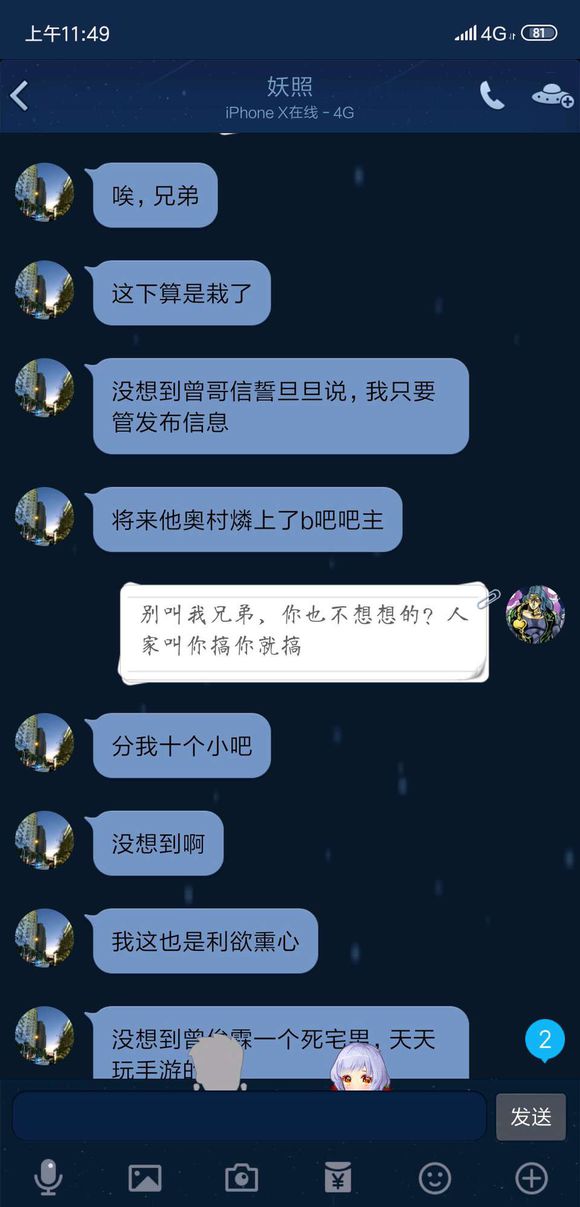 上午11:49
4G
81
妖照
iPhone X在线 - 4G
唉，兄弟
这下算是栽了
没想到曾哥信誓旦旦说，我只要
管发布信息
将来他奥村燐上了b吧吧主
别叫我兄弟，你也不想想的？人
家叫你搞你就搞
分我十个小吧
没想到啊
我这也是利欲熏心
没想到曾俊霖一个死宅男，天天
玩手游的
2
发送